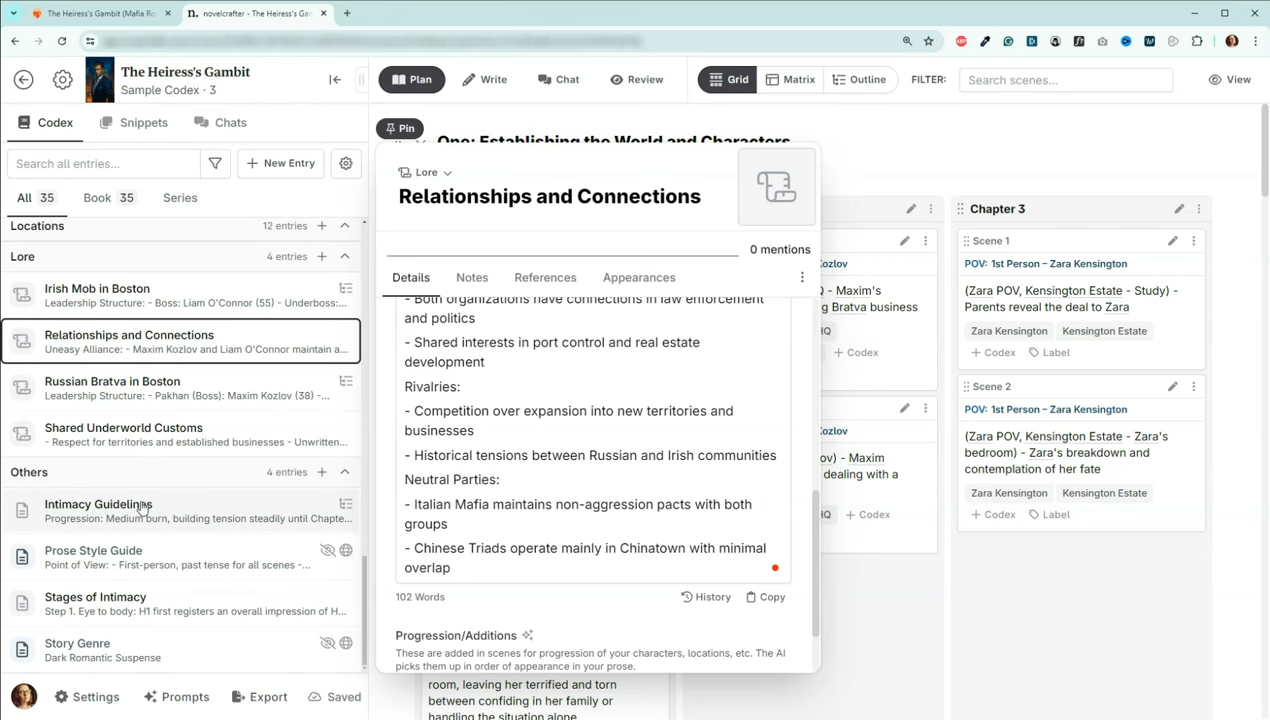 The Heiress's Gambit (Mafia Ro
novelcrafter - The Heiress's Ga
The Heiress's Gambit
Sample Codex · 3
Plan
Write
Chat
Review
Grid
Matrix
Outline
FILTER:
Search scenes...
View
Codex
Snippets
Chats
Search all entries...
New Entry
All 35
Book 35
Series
Locations
12 entries
Lore
4 entries
Irish Mob in Boston
Leadership Structure: - Boss: Liam O'Connor (55) - Underboss:...
Relationships and Connections
Uneasy Alliance: - Maxim Kozlov and Liam O'Connor maintain a...
Russian Bratva in Boston
Leadership Structure: - Pakhan (Boss): Maxim Kozlov (38) -...
Shared Underworld Customs
- Respect for territories and established businesses - Unwritten...
Others
4 entries
Intimacy Guidelines
Progression: Medium burn, building tension steadily until Chapte...
Prose Style Guide
Point of View: - First-person, past tense for all scenes -...
Stages of Intimacy
Step 1. Eye to body: H1 first registers an overall impression of H...
Story Genre
Dark Romantic Suspense
Settings
Prompts
Export
Saved
Pin
One: Establishing the World and Characters
Lore
Relationships and Connections
0 mentions
Details
Notes
References
Appearances
- Both organizations have connections in law enforcement
and politics
- Shared interests in port control and real estate
development
Rivalries:
- Competition over expansion into new territories and
businesses
- Historical tensions between Russian and Irish communities
Neutral Parties:
- Italian Mafia maintains non-aggression pacts with both
groups
- Chinese Triads operate mainly in Chinatown with minimal
overlap
102 Words
History
Copy
Progression/Additions
These are added in scenes for progression of your characters, locations, etc. The AI
picks them up in order of appearance in your prose.
room, leaving her terrified and torn
between confiding in her family or
handling the situation alone
Kozlov
Q - Maxim's
g Bratva business
HQ
+ Codex
Kozlov
ov) - Maxim
dealing with a
HQ
+ Codex
Chapter 3
Scene 1
POV: 1st Person – Zara Kensington
(Zara POV, Kensington Estate - Study) -
Parents reveal the deal to Zara
Zara Kensington
Kensington Estate
+ Codex
Label
Scene 2
POV: 1st Person – Zara Kensington
(Zara POV, Kensington Estate - Zara's
bedroom) - Zara's breakdown and
contemplation of her fate
Zara Kensington
Kensington Estate
+ Codex
Label